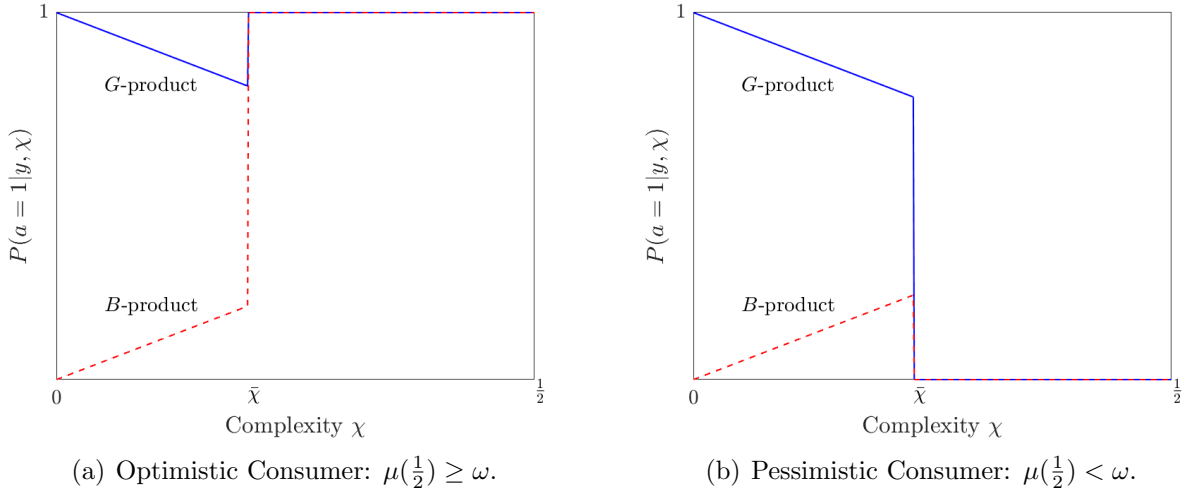 1
G-product
B-product
P(a = 1|y, χ)
0
χ̄
1/2
Complexity χ
(a) Optimistic Consumer: μ(1/2) ≥ ω.
1
G-product
B-product
P(a = 1|y, χ)
0
χ̄
1/2
Complexity χ
(b) Pessimistic Consumer: μ(1/2) < ω.